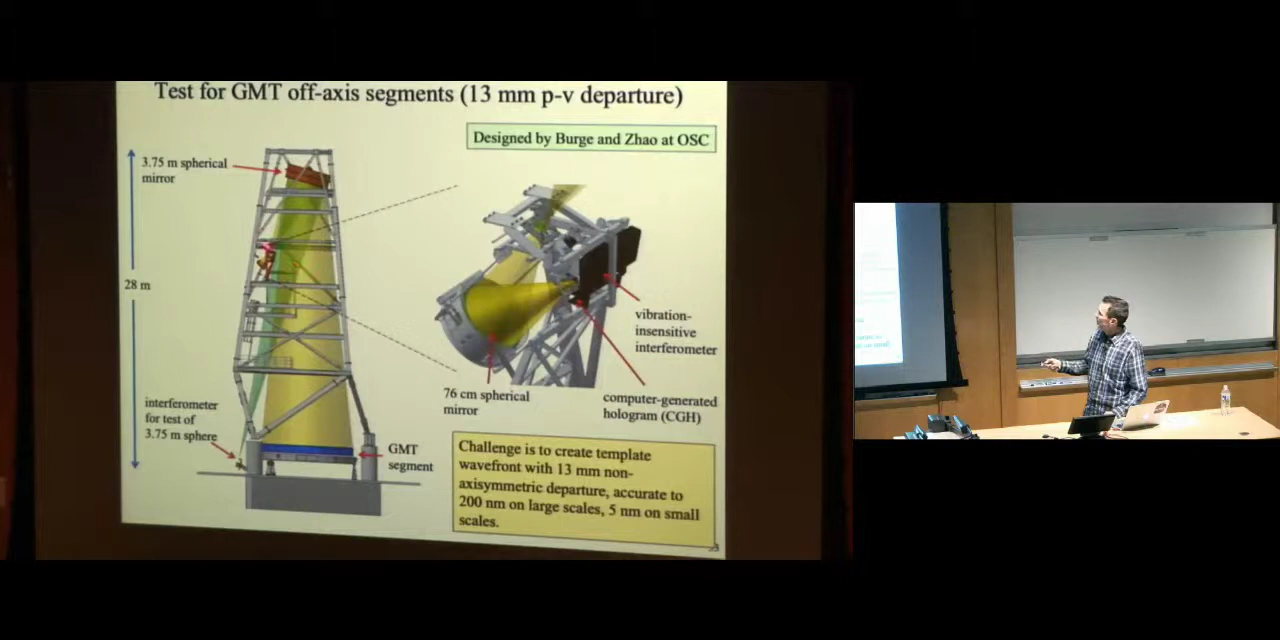 Test for GMT off-axis segments (13 mm p-v departure)
Designed by Burge and Zhao at OSC
3.75 m spherical
mirror
28 m
interferometer
for test of
3.75 m sphere
GMT
segment
76 cm spherical
mirror
vibration-
insensitive
interferometer
computer-generated
hologram (CGH)
Challenge is to create template
wavefront with 13 mm non-
axisymmetric departure, accurate to
200 nm on large scales, 5 nm on small
scales.